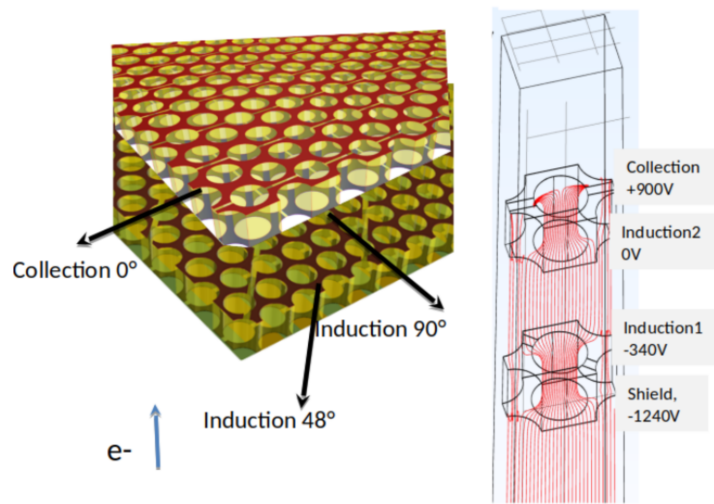 Collection 0°
Induction 90°
Induction 48°
e-
Collection
+900V
Induction2
0V
Induction1
-340V
Shield,
-1240V